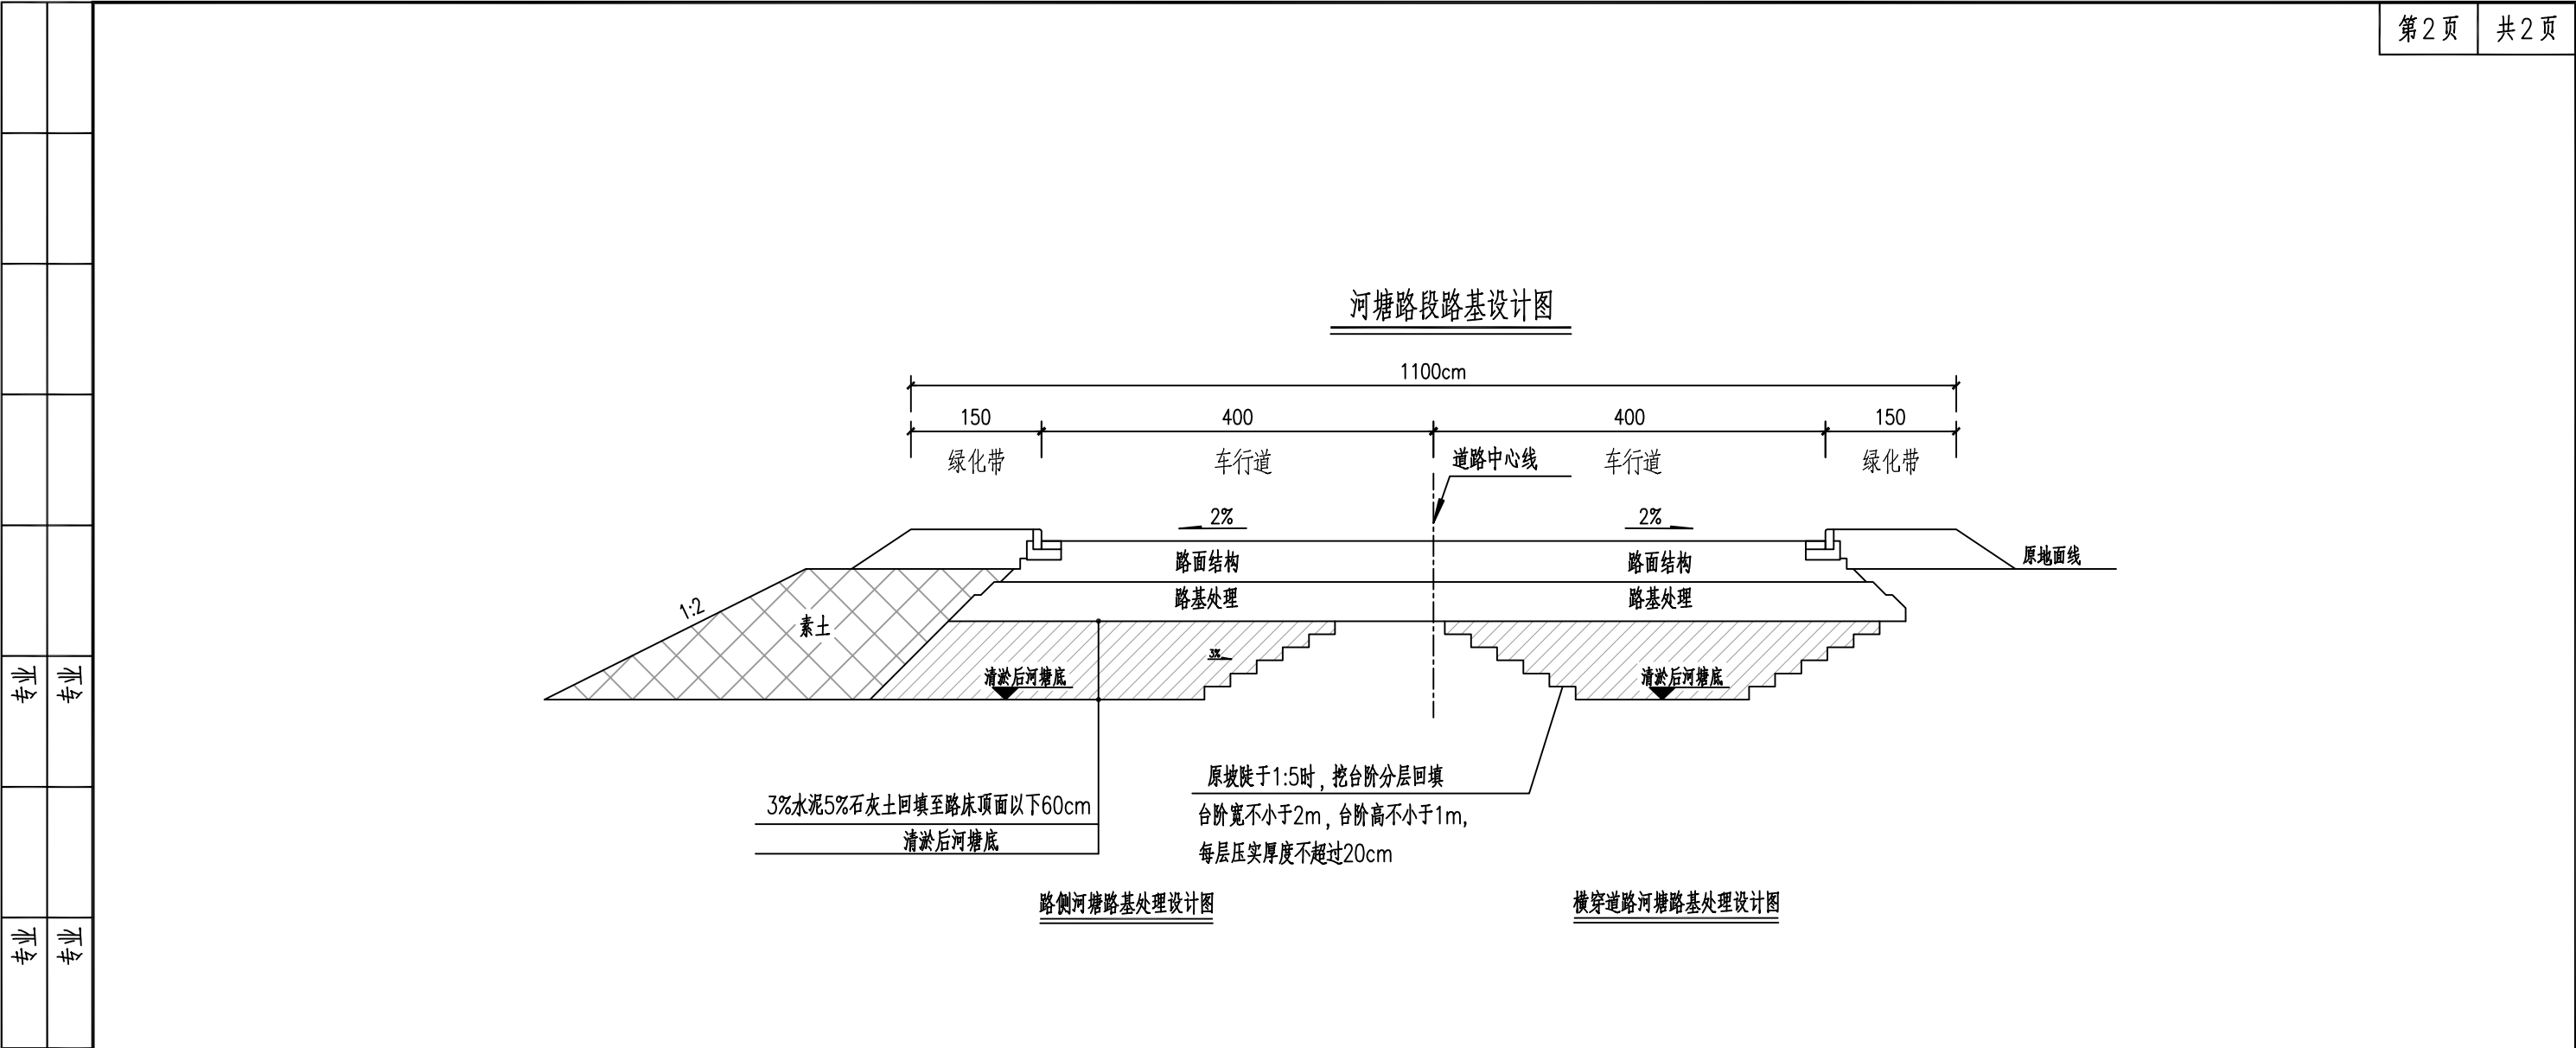 第2页 共2页
河塘路段路基设计图
1100cm
150 400 400 150
绿化带 车行道 道路中心线 车行道 绿化带
2% 2%
路面结构 路面结构 原地面线
路基处理 路基处理
1:2
素土
3%
清淤后河塘底 清淤后河塘底
专业 专业
原坡陡于1:5时，挖台阶分层回填
台阶宽不小于2m，台阶高不小于1m，
每层压实厚度不超过20cm
3%水泥5%石灰土回填至路床顶面以下60cm
清淤后河塘底
路侧河塘路基处理设计图 横穿道路河塘路基处理设计图
专业 专业